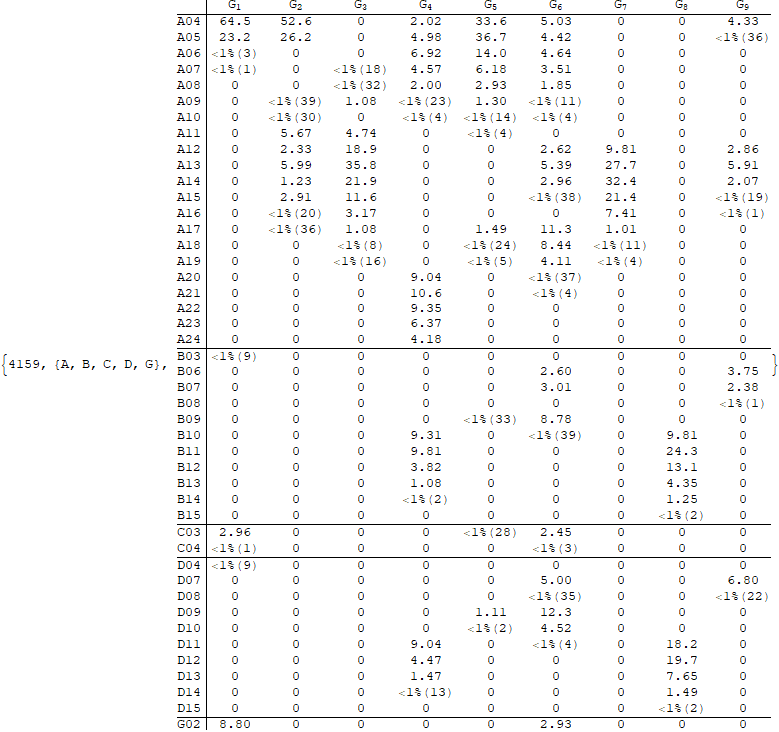 G₁ G₂ G₃ G₄ G₅ G₆ G₇ G₈ G₉
A04 64.5 52.6 0 2.02 33.6 5.03 0 0 4.33
A05 23.2 26.2 0 4.98 36.7 4.42 0 0 <1%(36)
A06 <1%(3) 0 0 6.92 14.0 4.64 0 0 0
A07 <1%(1) 0 <1%(18) 4.57 6.18 3.51 0 0 0
A08 0 0 <1%(32) 2.00 2.93 1.85 0 0 0
A09 0 <1%(39) 1.08 <1%(23) 1.30 <1%(11) 0 0 0
A10 0 <1%(30) 0 <1%(4) <1%(14) <1%(4) 0 0 0
A11 0 5.67 4.74 0 <1%(4) 0 0 0 0
A12 0 2.33 18.9 0 0 2.62 9.81 0 2.86
A13 0 5.99 35.8 0 0 5.39 27.7 0 5.91
A14 0 1.23 21.9 0 0 2.96 32.4 0 2.07
A15 0 2.91 11.6 0 0 <1%(38) 21.4 0 <1%(19)
A16 0 <1%(20) 3.17 0 0 0 7.41 0 <1%(1)
A17 0 <1%(36) 1.08 0 1.49 11.3 1.01 0 0
A18 0 0 <1%(8) 0 <1%(24) 8.44 <1%(11) 0 0
A19 0 0 <1%(16) 0 <1%(5) 4.11 <1%(4) 0 0
A20 0 0 0 9.04 0 <1%(37) 0 0 0
A21 0 0 0 10.6 0 <1%(4) 0 0 0
A22 0 0 0 9.35 0 0 0 0 0
A23 0 0 0 6.37 0 0 0 0 0
A24 0 0 0 4.18 0 0 0 0 0
B03 <1%(9) 0 0 0 0 0 0 0 0
{4159, {A, B, C, D, G}, }
B06 0 0 0 0 0 2.60 0 0 3.75
B07 0 0 0 0 0 3.01 0 0 2.38
B08 0 0 0 0 0 0 0 0 <1%(1)
B09 0 0 0 0 <1%(33) 8.78 0 0 0
B10 0 0 0 9.31 0 <1%(39) 0 9.81 0
B11 0 0 0 9.81 0 0 0 24.3 0
B12 0 0 0 3.82 0 0 0 13.1 0
B13 0 0 0 1.08 0 0 0 4.35 0
B14 0 0 0 <1%(2) 0 0 0 1.25 0
B15 0 0 0 0 0 0 0 <1%(2) 0
C03 2.96 0 0 0 <1%(28) 2.45 0 0 0
C04 <1%(1) 0 0 0 0 <1%(3) 0 0 0
D04 <1%(9) 0 0 0 0 0 0 0 0
D07 0 0 0 0 0 5.00 0 0 6.80
D08 0 0 0 0 0 <1%(35) 0 0 <1%(22)
D09 0 0 0 0 1.11 12.3 0 0 0
D10 0 0 0 0 <1%(2) 4.52 0 0 0
D11 0 0 0 9.04 0 <1%(4) 0 18.2 0
D12 0 0 0 4.47 0 0 0 19.7 0
D13 0 0 0 1.47 0 0 0 7.65 0
D14 0 0 0 <1%(13) 0 0 0 1.49 0
D15 0 0 0 0 0 0 0 <1%(2) 0
G02 8.80 0 0 0 0 2.93 0 0 0